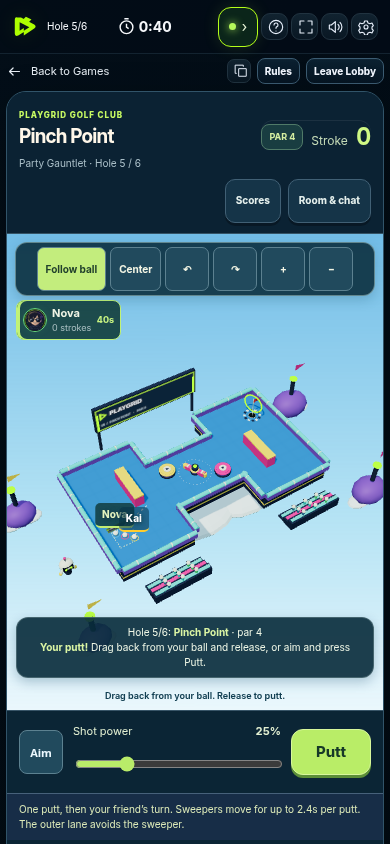 Hole 5/6
0:40
Back to Games
Rules
Leave Lobby
PLAYGRID GOLF CLUB
Pinch Point
PAR 4
Stroke 0
Party Gauntlet · Hole 5 / 6
Scores
Room & chat
Follow ball
Center
Nova
0 strokes
40s
PLAYGRID
Nova
Kai
Hole 5/6: Pinch Point · par 4
Your putt! Drag back from your ball and release, or aim and press
Putt.
Drag back from your ball. Release to putt.
Aim
Shot power
25%
Putt
One putt, then your friend's turn. Sweepers move for up to 2.4s per putt.
The outer lane avoids the sweeper.